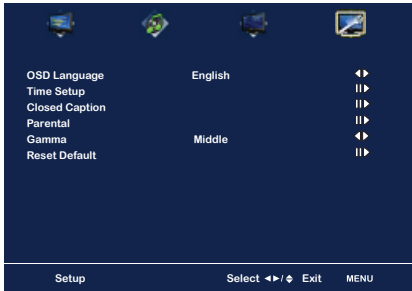 OSD Language English
Time Setup
Closed Caption
Parental
Gamma Middle
Reset Default
Setup Select ◄►/◆ Exit MENU